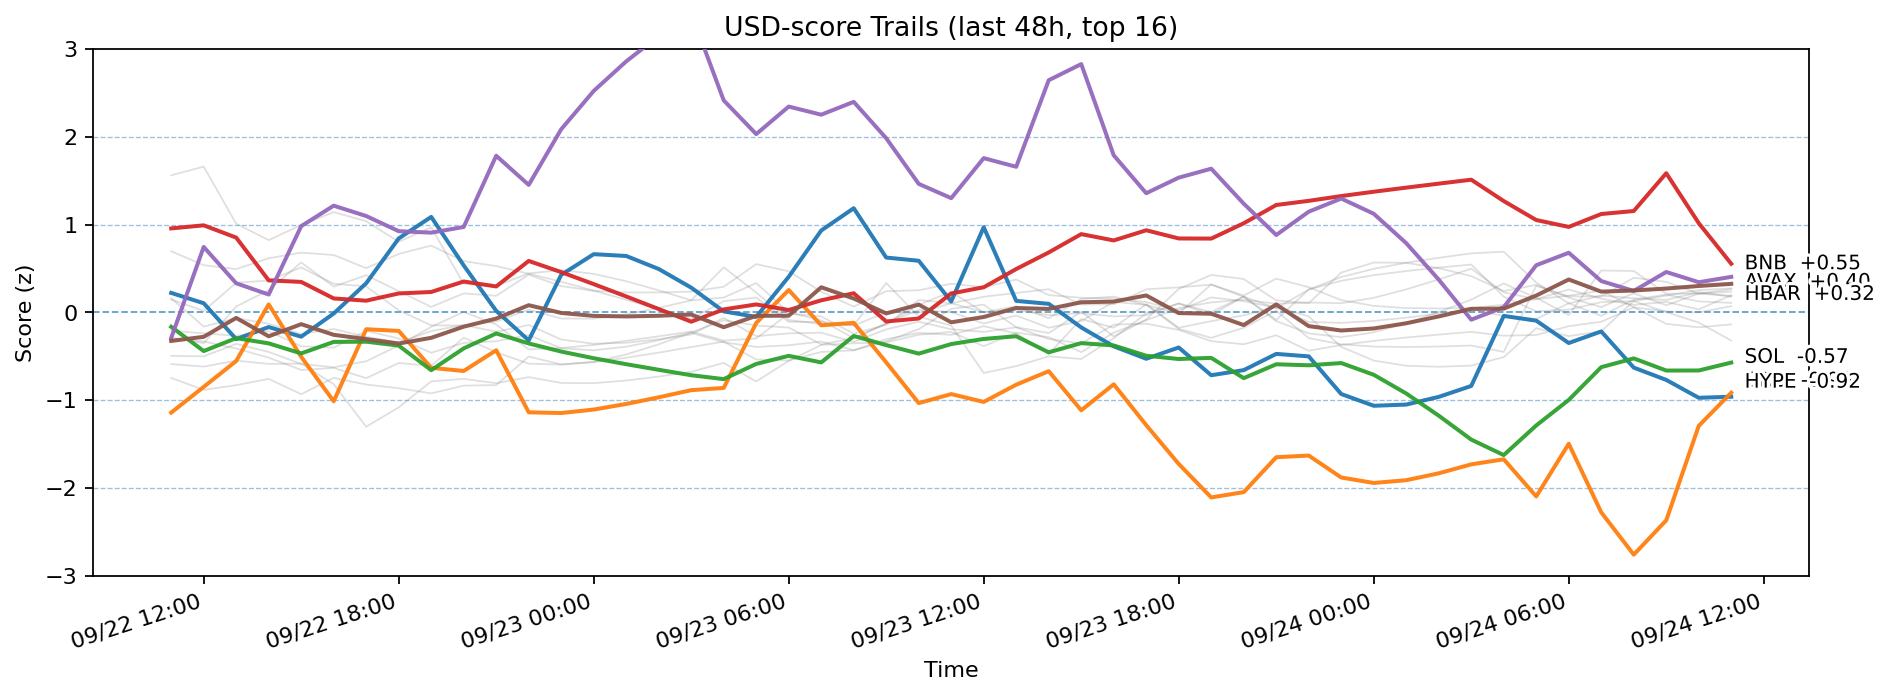 USD-score Trails (last 48h, top 16)
Score (z)
3
2
1
0
−1
−2
−3
BNB +0.55
AVAX +0.40
HBAR +0.32
SOL -0.57
HYPE -0.92
09/22 12:00
09/22 18:00
09/23 00:00
09/23 06:00
09/23 12:00
09/23 18:00
09/24 00:00
09/24 06:00
09/24 12:00
Time